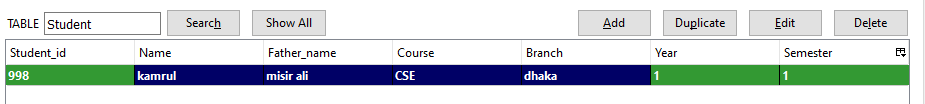 TABLE Student Search Show All Add Duplicate Edit Delete
Student_id Name Father_name Course Branch Year Semester
998 kamrul misir ali CSE dhaka 1 1